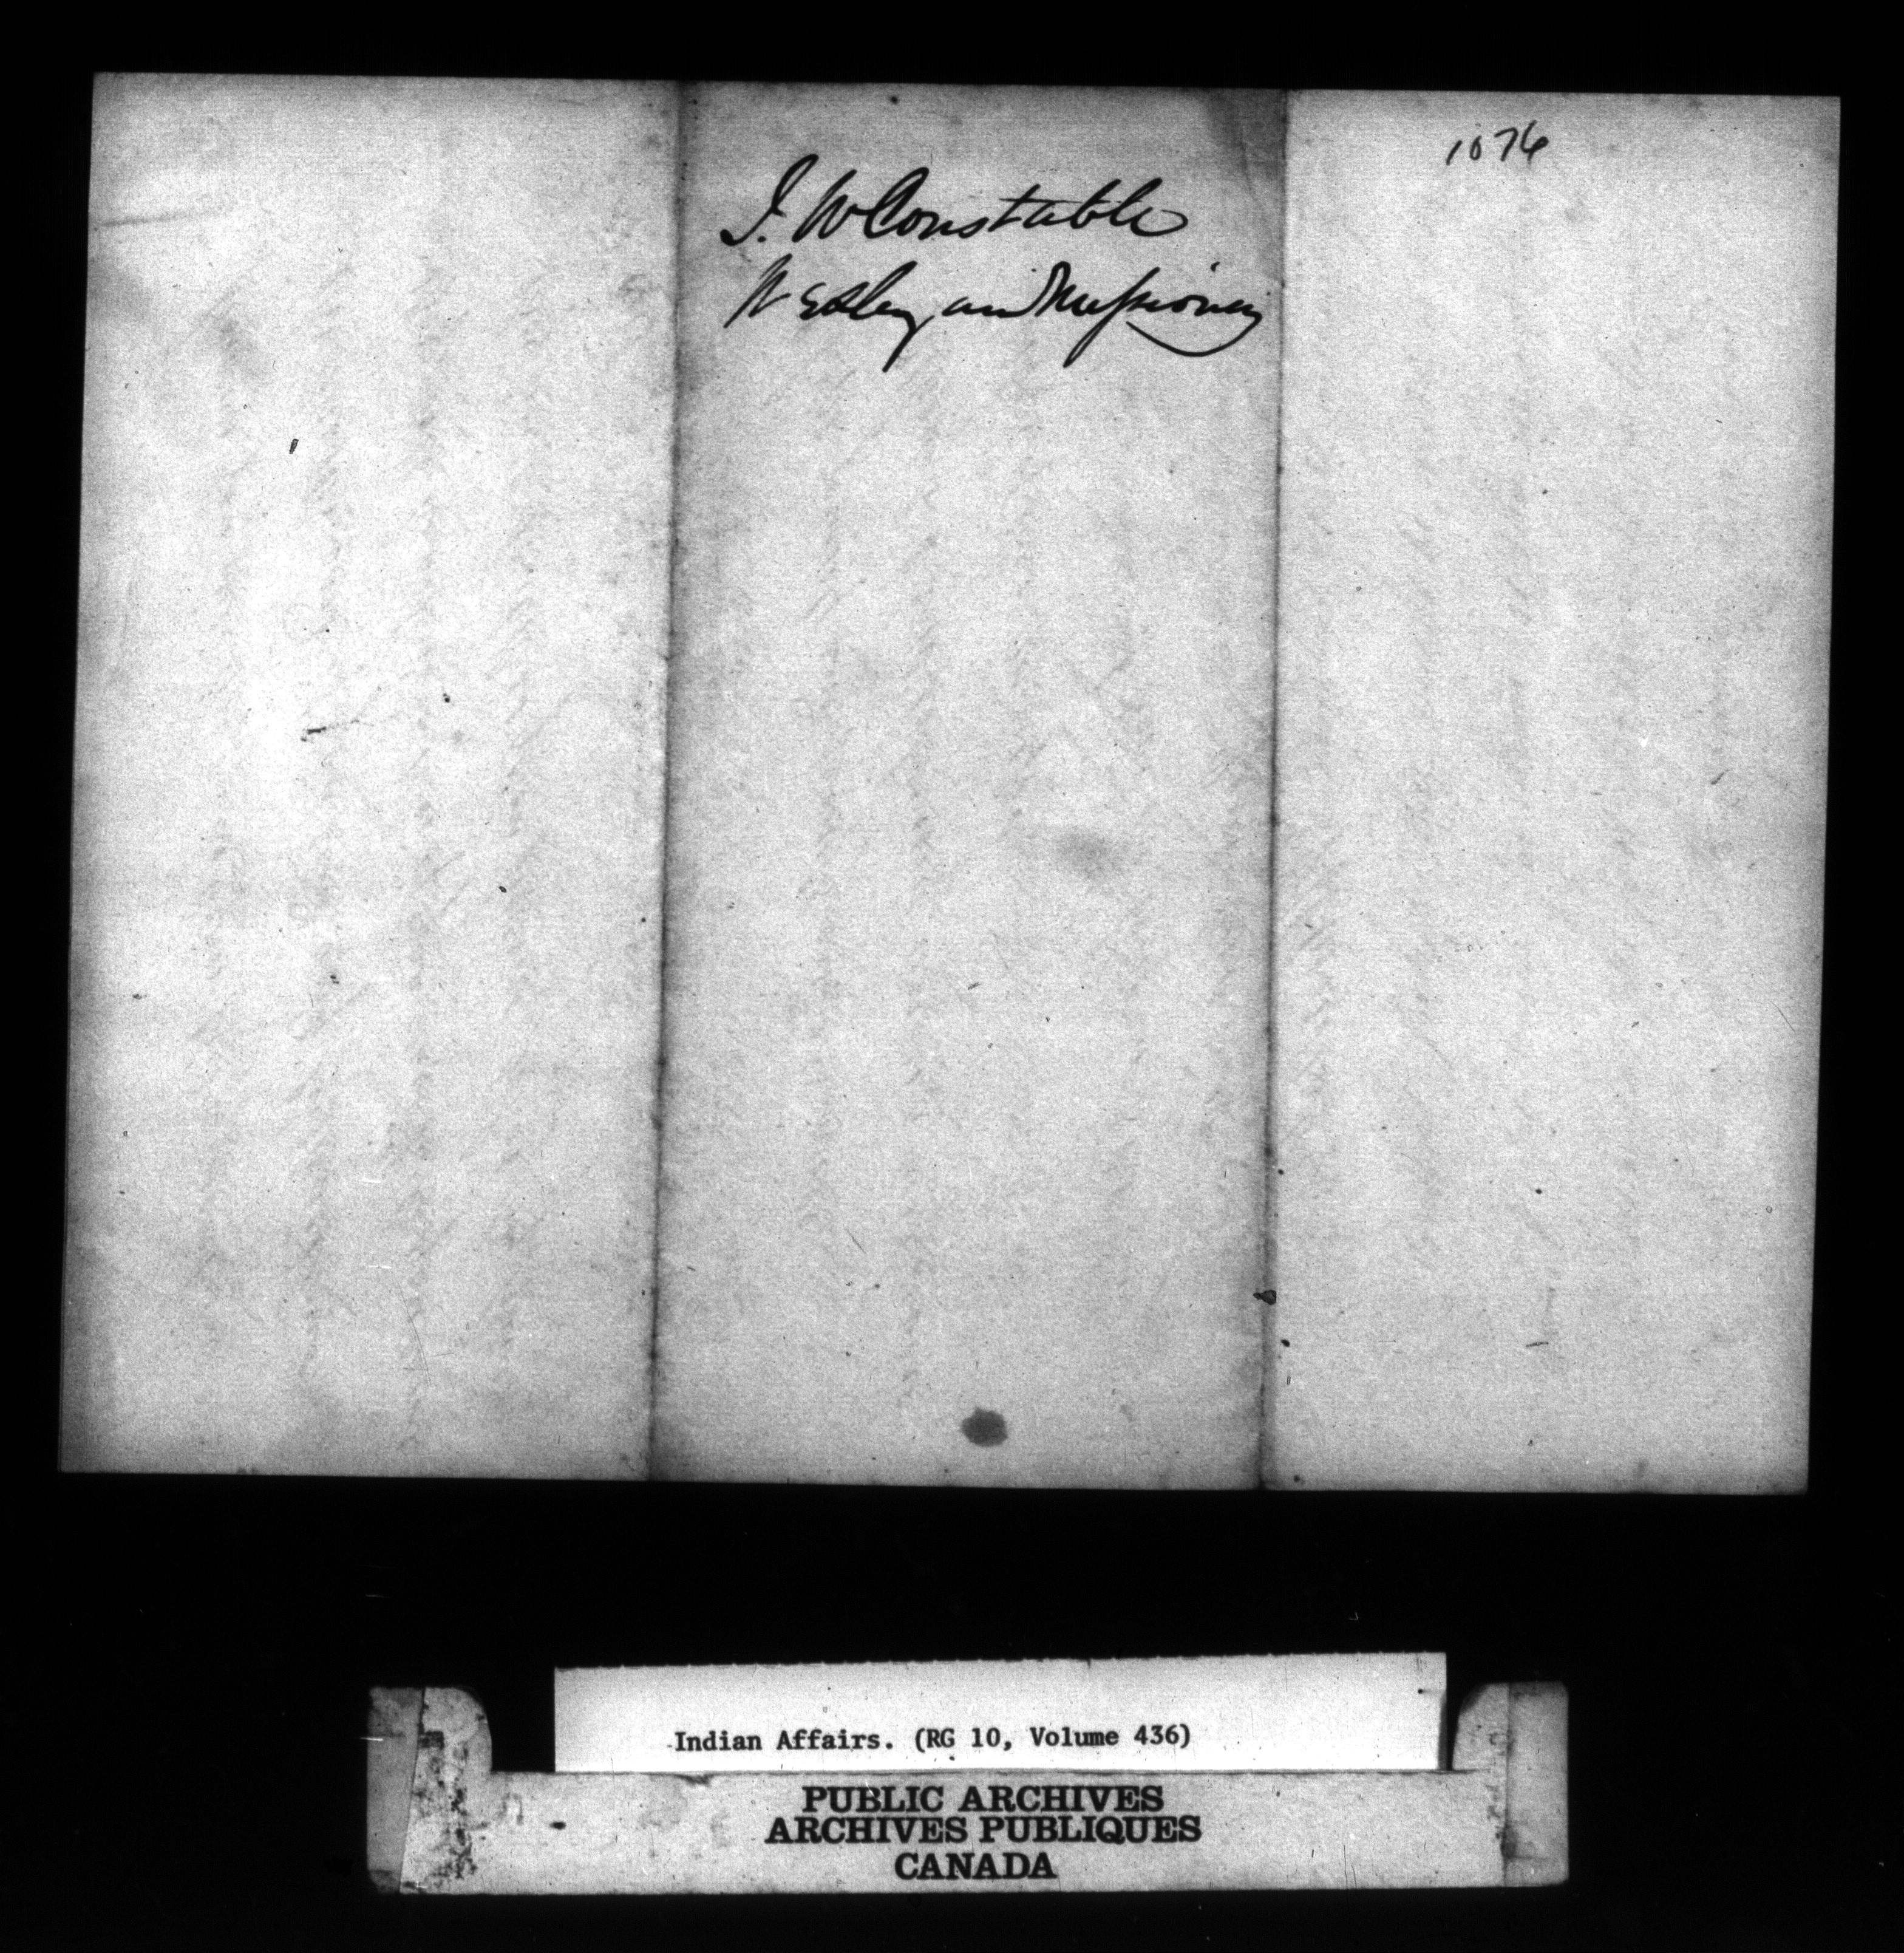 1076
J. W Constable
Wesleyan Missionary
Indian Affairs. (RG 10, Volume 436)
PUBLIC ARCHIVES
ARCHIVES PUBLIQUES
CANADA